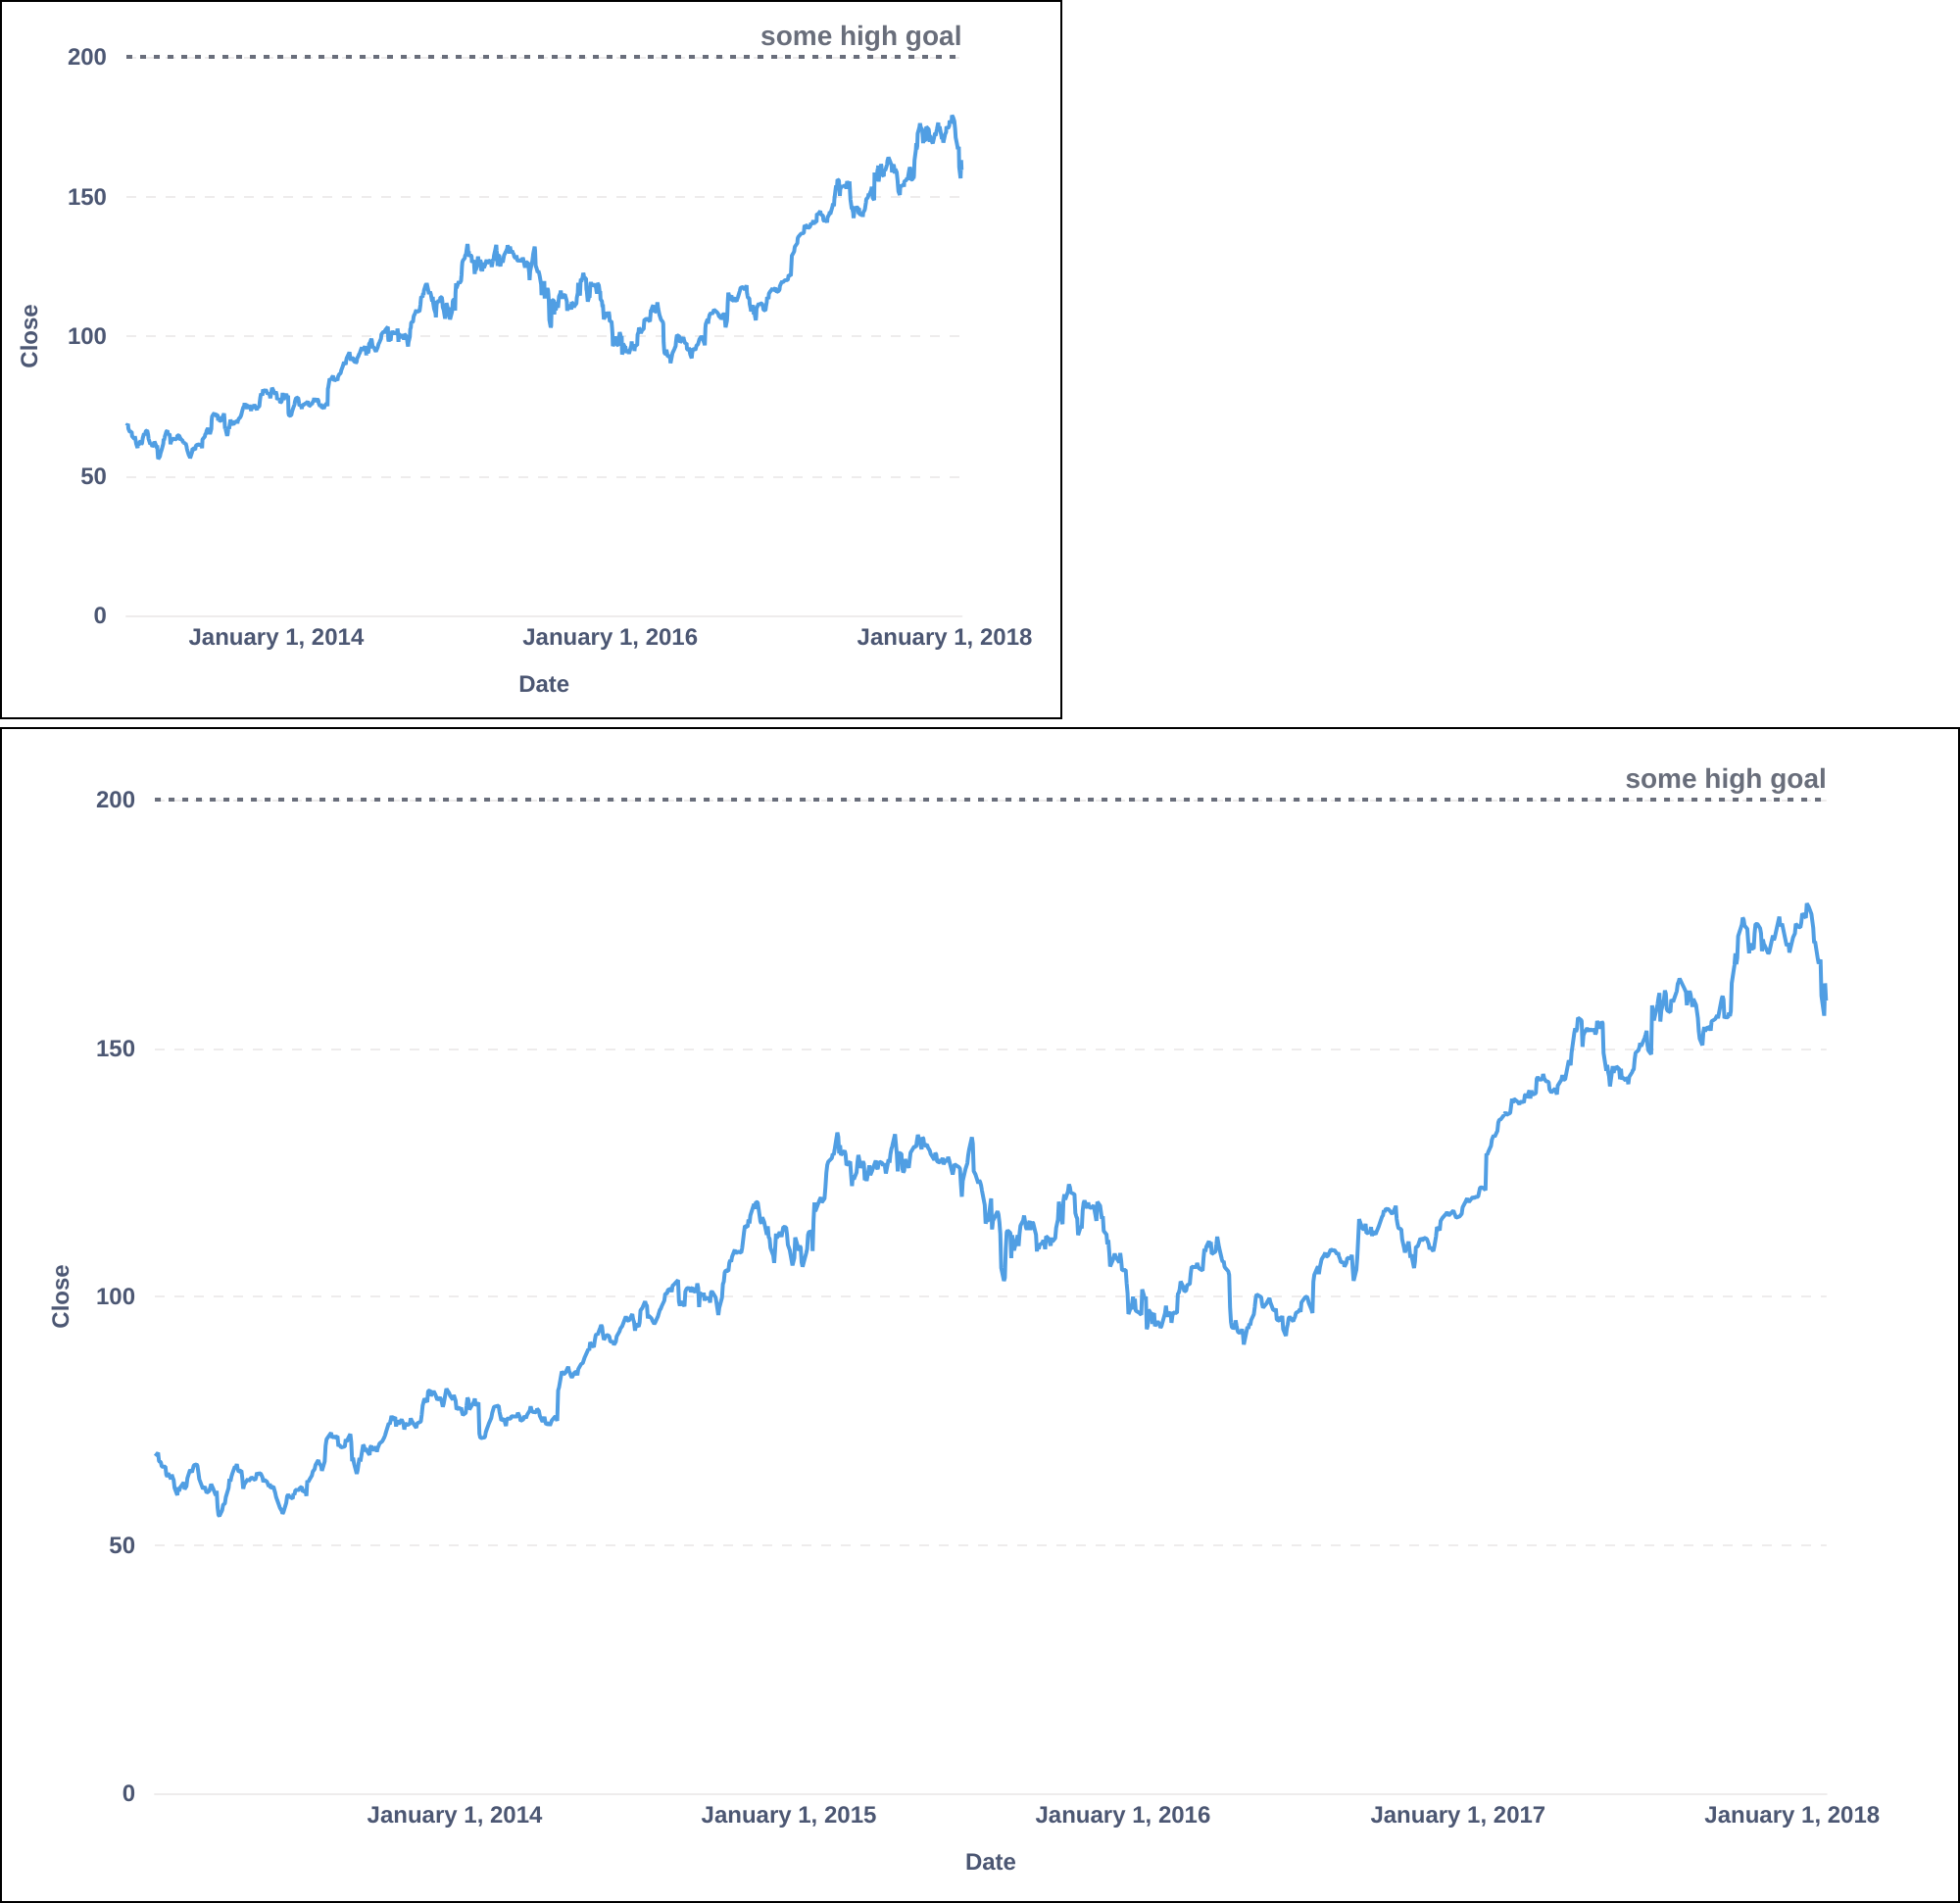 some high goal
200
150
100
50
0
Close
January 1, 2014
January 1, 2016
January 1, 2018
Date
some high goal
200
150
100
50
0
Close
January 1, 2014
January 1, 2015
January 1, 2016
January 1, 2017
January 1, 2018
Date